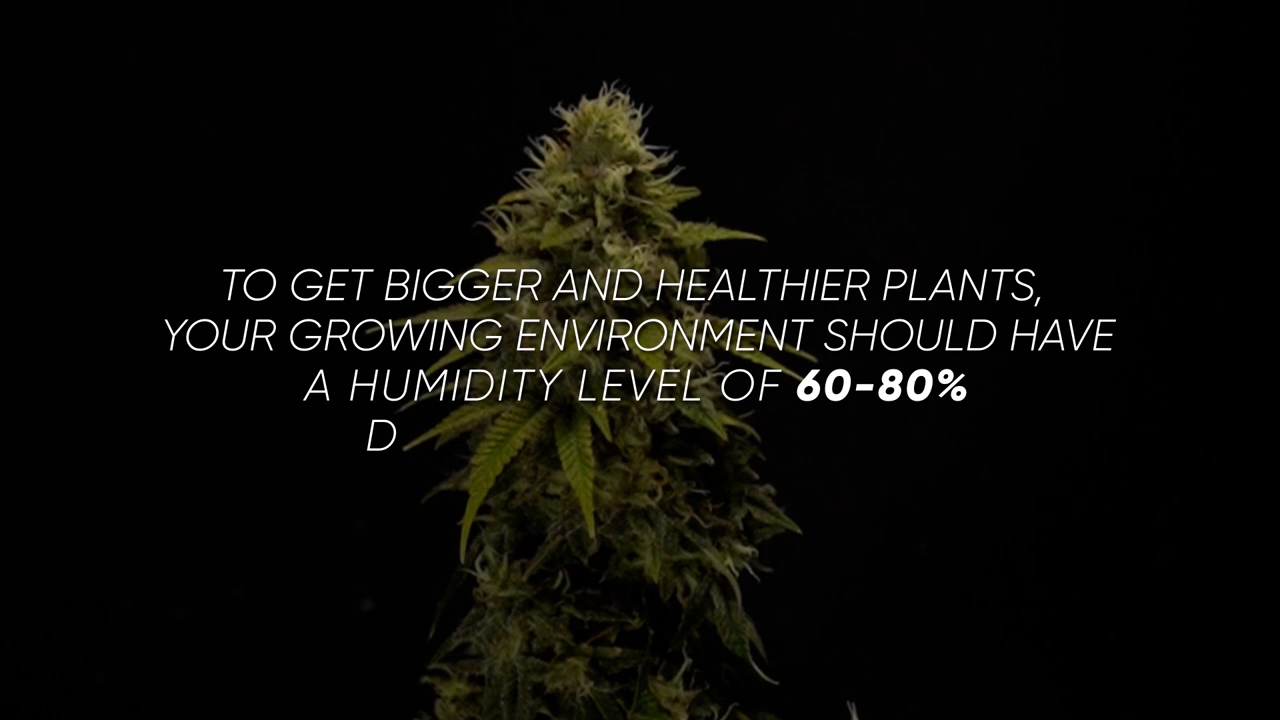 TO GET BIGGER AND HEALTHIER PLANTS,
YOUR GROWING ENVIRONMENT SHOULD HAVE
A HUMIDITY LEVEL OF 60-80%
D